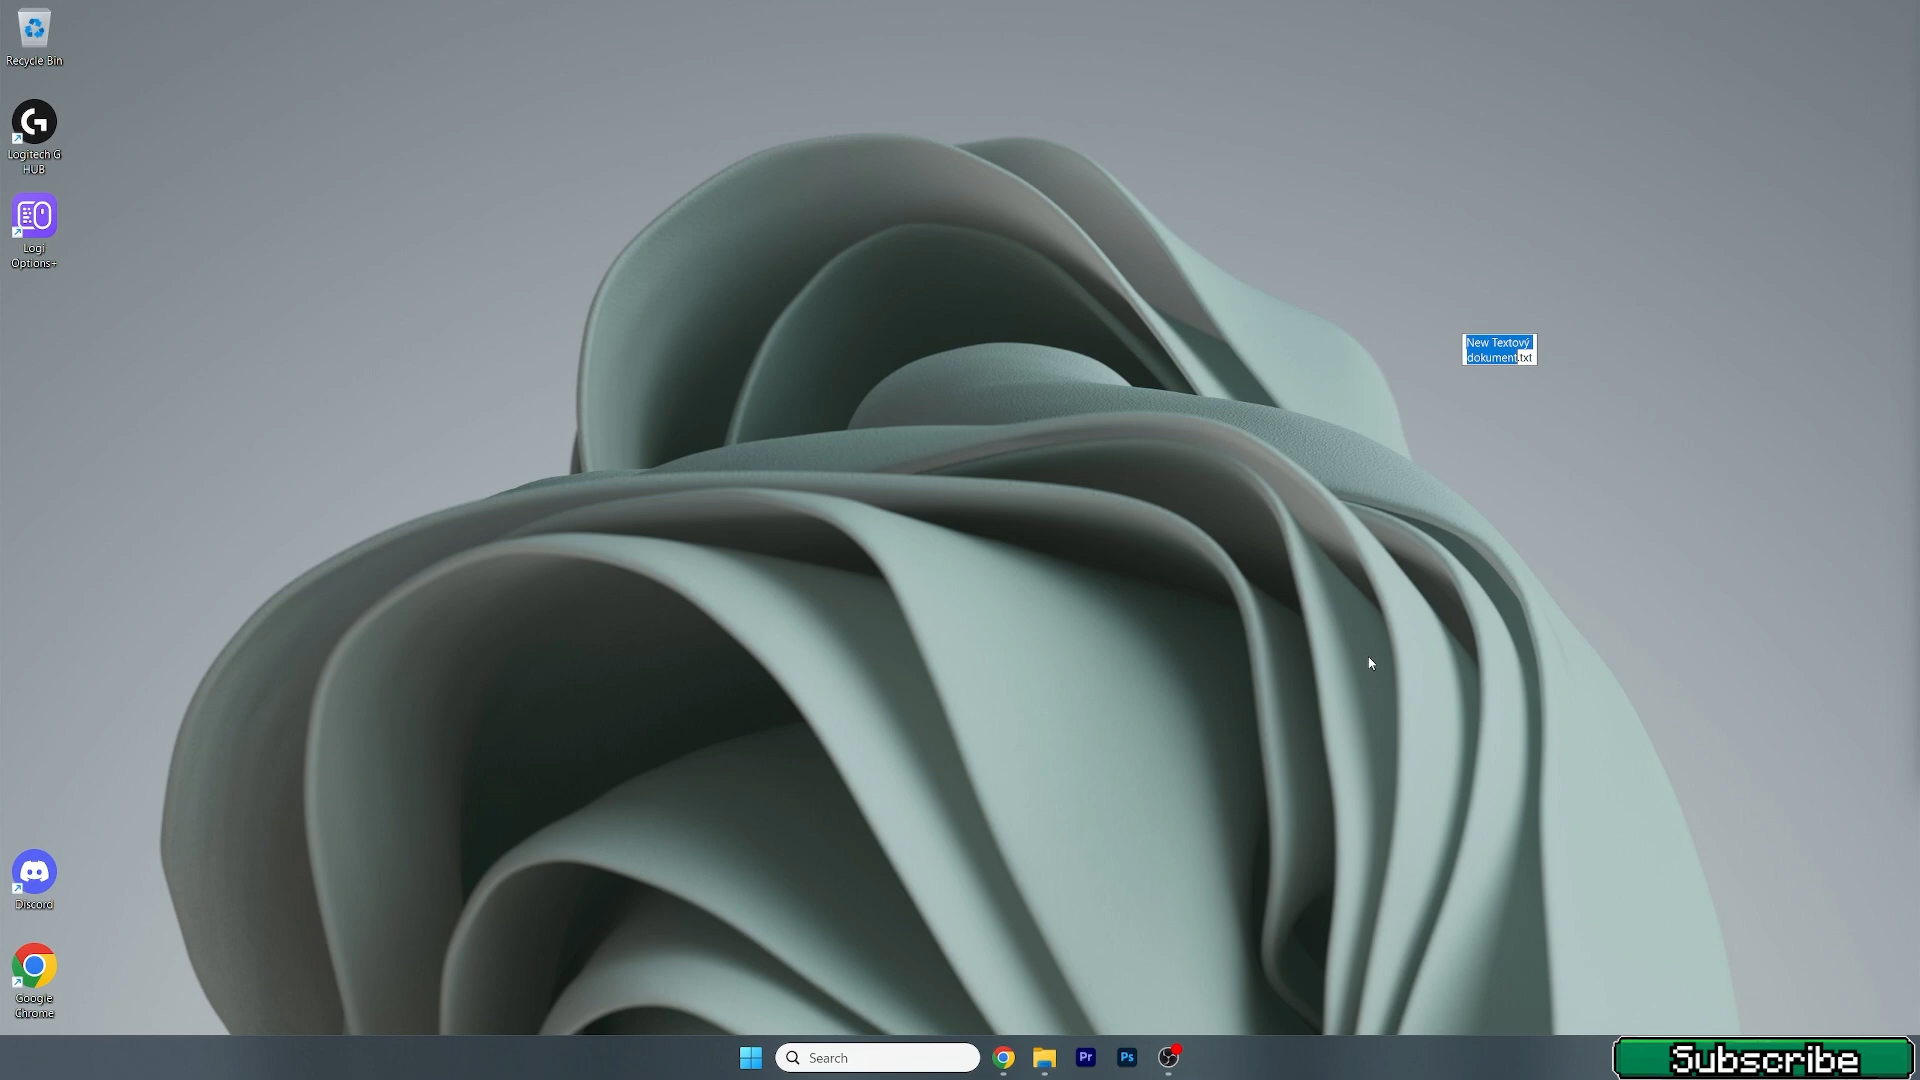 Recycle Bin
Logitech G
HUB
Logi
Options+
New Textový
dokument.txt
Discord
Google
Chrome
Search
Pr
Ps
Subscribe